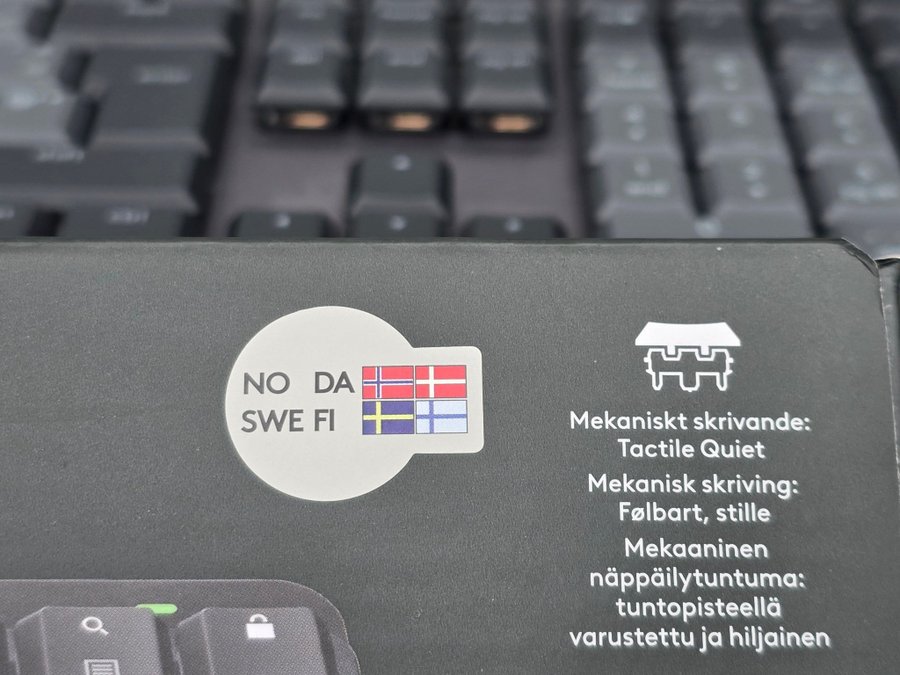 NO DA
SWE FI
Mekaniskt skrivande:
Tactile Quiet
Mekanisk skriving:
Følbart, stille
Mekaaninen
näppäilytuntuma:
tuntopisteellä
varustettu ja hiljainen